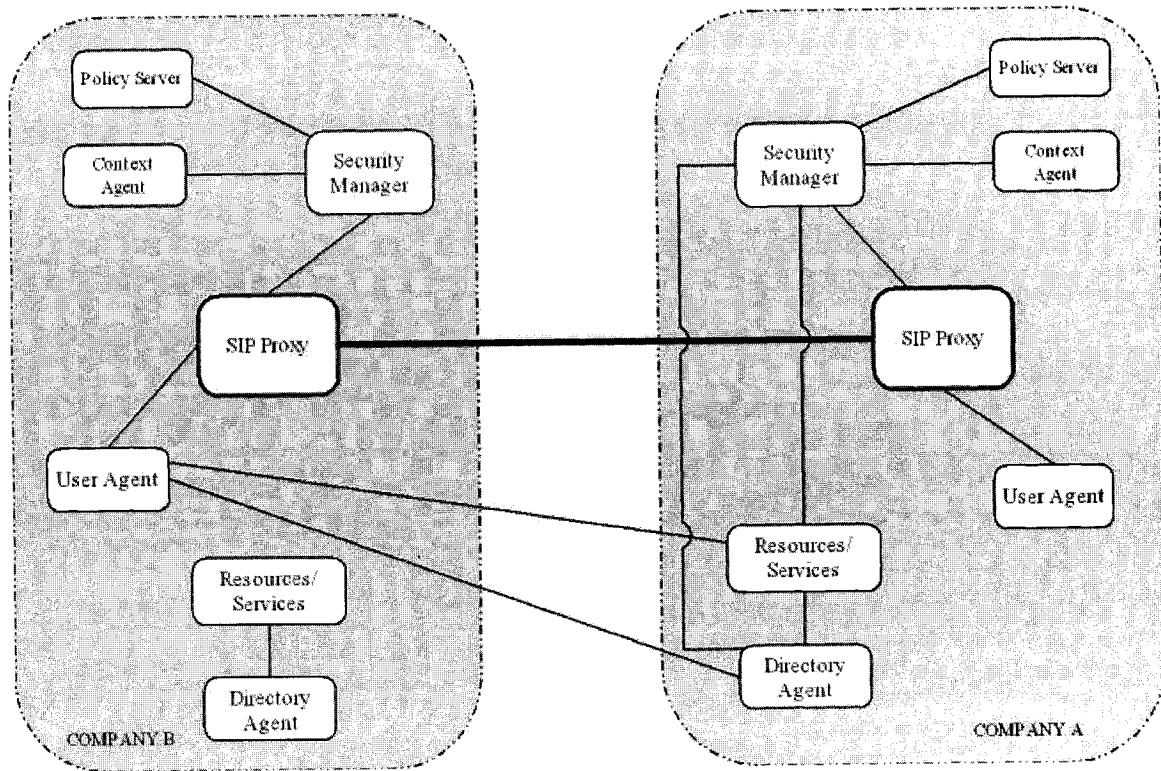 Policy Server
Context
Agent
Security
Manager
SIP Proxy
User Agent
Resources/
Services
Directory
Agent
COMPANY B
Policy Server
Security
Manager
Context
Agent
SIP Proxy
User Agent
Resources/
Services
Directory
Agent
COMPANY A